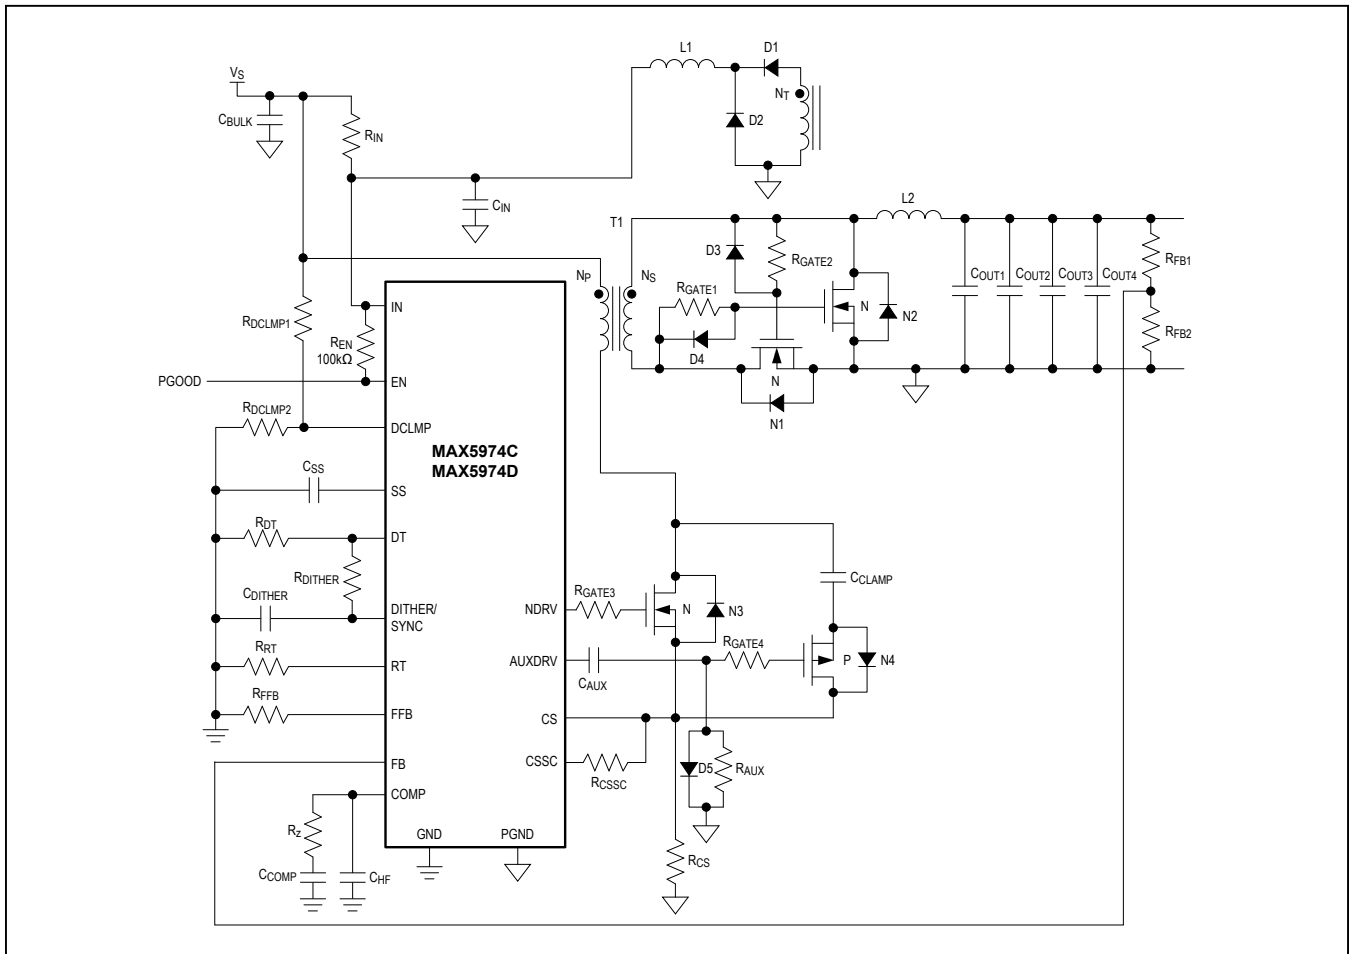 L1
D1
VS
NT
CBULK
RIN
D2
CIN
T1
L2
D3
RGATE2
NP
NS
RGATE1
COUT1
COUT2
COUT3
COUT4
RFB1
IN
N
N2
RDCLMP1
REN
100kΩ
D4
RFB2
PGOOD
EN
N
N1
RDCLMP2
DCLMP
MAX5974C
MAX5974D
CSS
SS
RDT
DT
RDITHER
CCLAMP
CDITHER
DITHER/
SYNC
NDRV
RGATE3
N
N3
RGATE4
RRT
RT
AUXDRV
CAUX
P
N4
RFFB
FFB
CS
FB
CSSC
RCSSC
D5
RAUX
COMP
RZ
GND
PGND
RCS
CCOMP
CHF